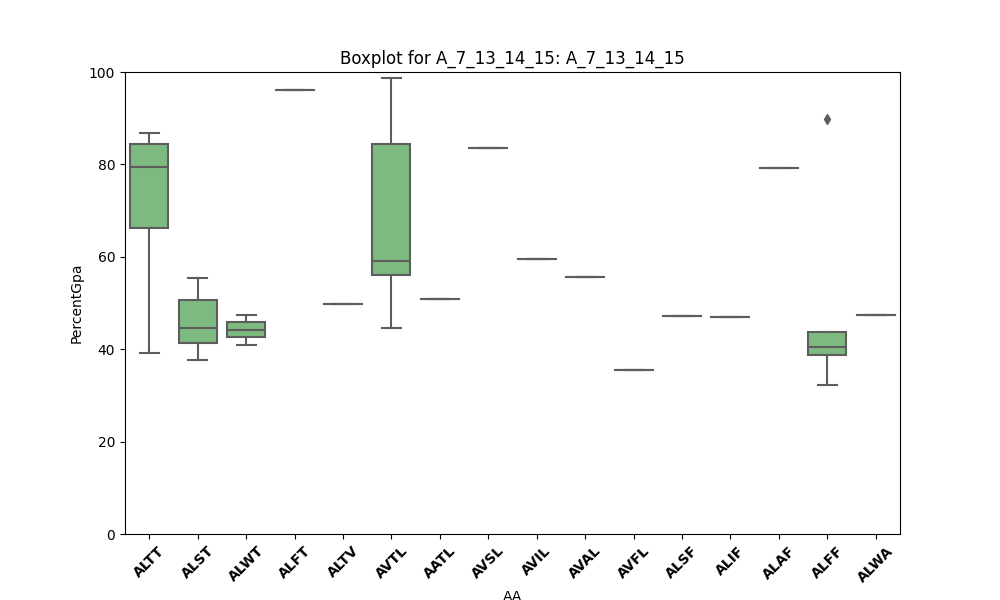 Boxplot for A_7_13_14_15: A_7_13_14_15
PercentGpa
100
80
60
40
20
0
ALTT ALST ALWT ALFT ALTV AVTL AATL AVSL AVIL AVAL AVFL ALSF ALIF ALAF ALFF ALWA
AA